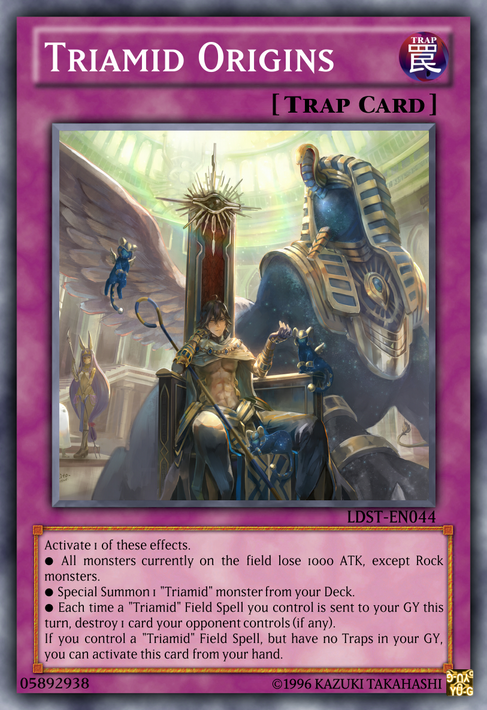 Triamid Origins
TRAP
罠
[ Trap Card ]
LDST-EN044
Activate 1 of these effects.
● All monsters currently on the field lose 1000 ATK, except Rock
monsters.
● Special Summon 1 "Triamid" monster from your Deck.
● Each time a "Triamid" Field Spell you control is sent to your GY this
turn, destroy 1 card your opponent controls (if any).
If you control a "Triamid" Field Spell, but have no Traps in your GY,
you can activate this card from your hand.
05892938
©1996 KAZUKI TAKAHASHI